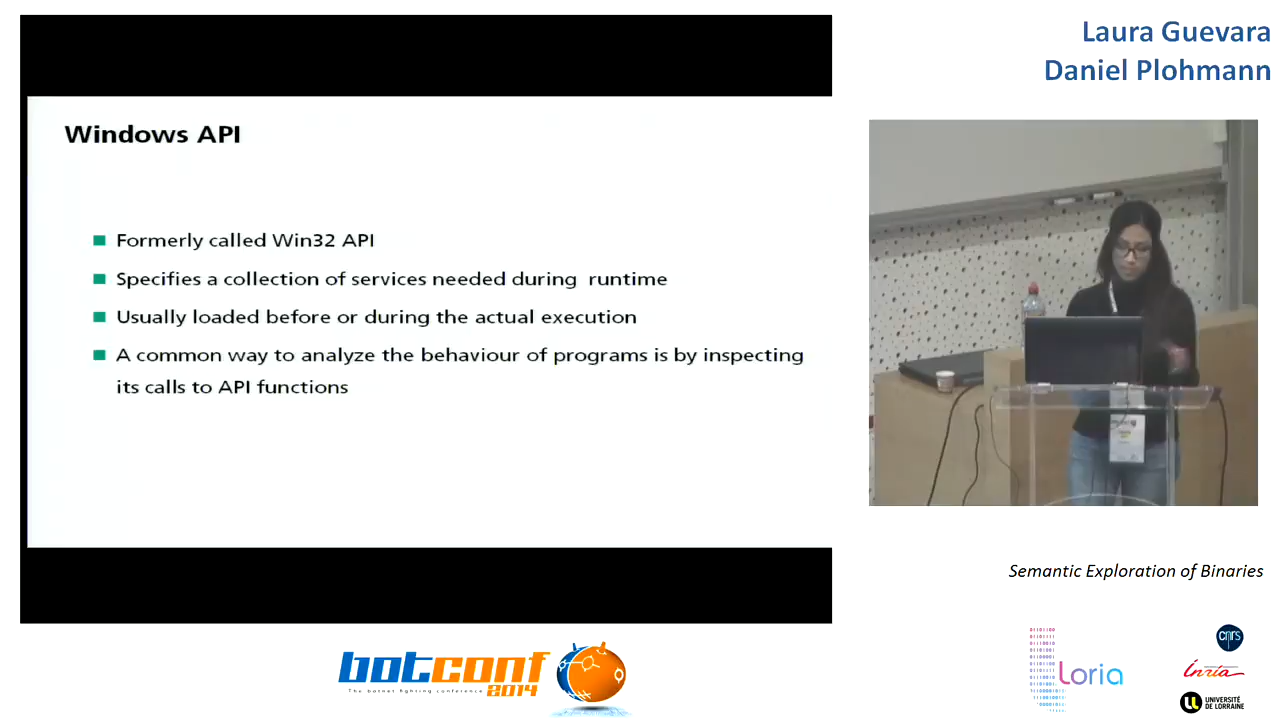 Laura Guevara
Daniel Plohmann
Windows API
Formerly called Win32 API
Specifies a collection of services needed during runtime
Usually loaded before or during the actual execution
A common way to analyze the behaviour of programs is by inspecting
its calls to API functions
Semantic Exploration of Binaries
botconf
2014
The botnet fighting conference
Loria
cnrs
Inria
UNIVERSITÉ
DE LORRAINE